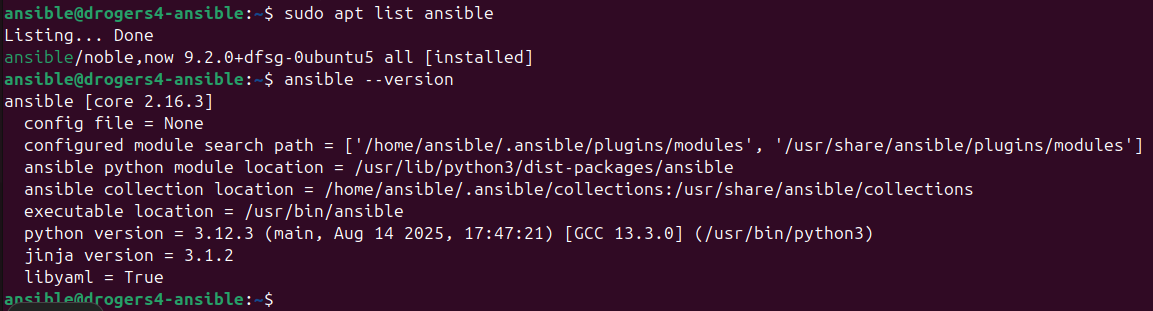 ansible@drogers4-ansible:~$ sudo apt list ansible
Listing... Done
ansible/noble,now 9.2.0+dfsg-0ubuntu5 all [installed]
ansible@drogers4-ansible:~$ ansible --version
ansible [core 2.16.3]
  config file = None
  configured module search path = ['/home/ansible/.ansible/plugins/modules', '/usr/share/ansible/plugins/modules']
  ansible python module location = /usr/lib/python3/dist-packages/ansible
  ansible collection location = /home/ansible/.ansible/collections:/usr/share/ansible/collections
  executable location = /usr/bin/ansible
  python version = 3.12.3 (main, Aug 14 2025, 17:47:21) [GCC 13.3.0] (/usr/bin/python3)
  jinja version = 3.1.2
  libyaml = True
ansible@drogers4-ansible:~$